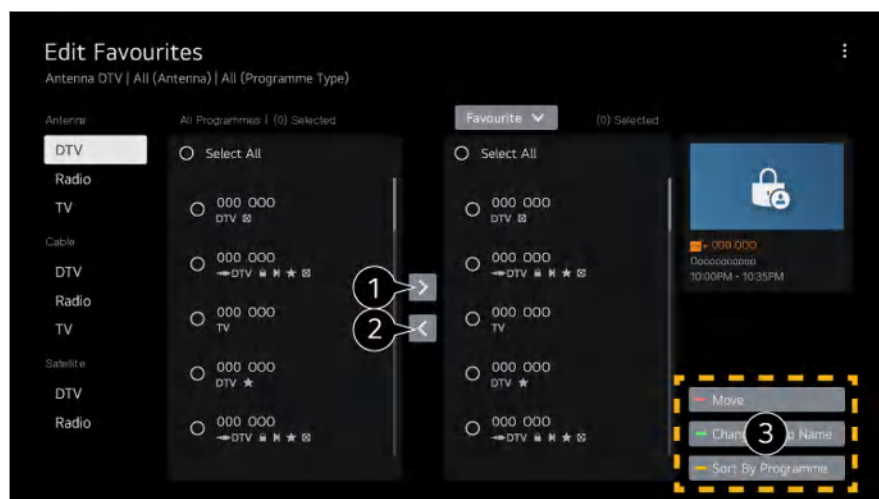 Edit Favourites
Antenna DTV | All (Antenna) | All (Programme Type)
Antenna
DTV
Radio
TV
Cable
DTV
Radio
TV
Satellite
DTV
Radio
All Programmes | (0) Selected
Select All
000 000
DTV
000 000
DTV
000 000
TV
000 000
DTV
000 000
DTV
1
2
Favourite
(0) Selected
Select All
000 000
DTV
000 000
DTV
000 000
TV
000 000
DTV
000 000
DTV
000 000
Ooooooooooo
10:00PM - 10:35PM
Move
3
Name
Sort By Programme